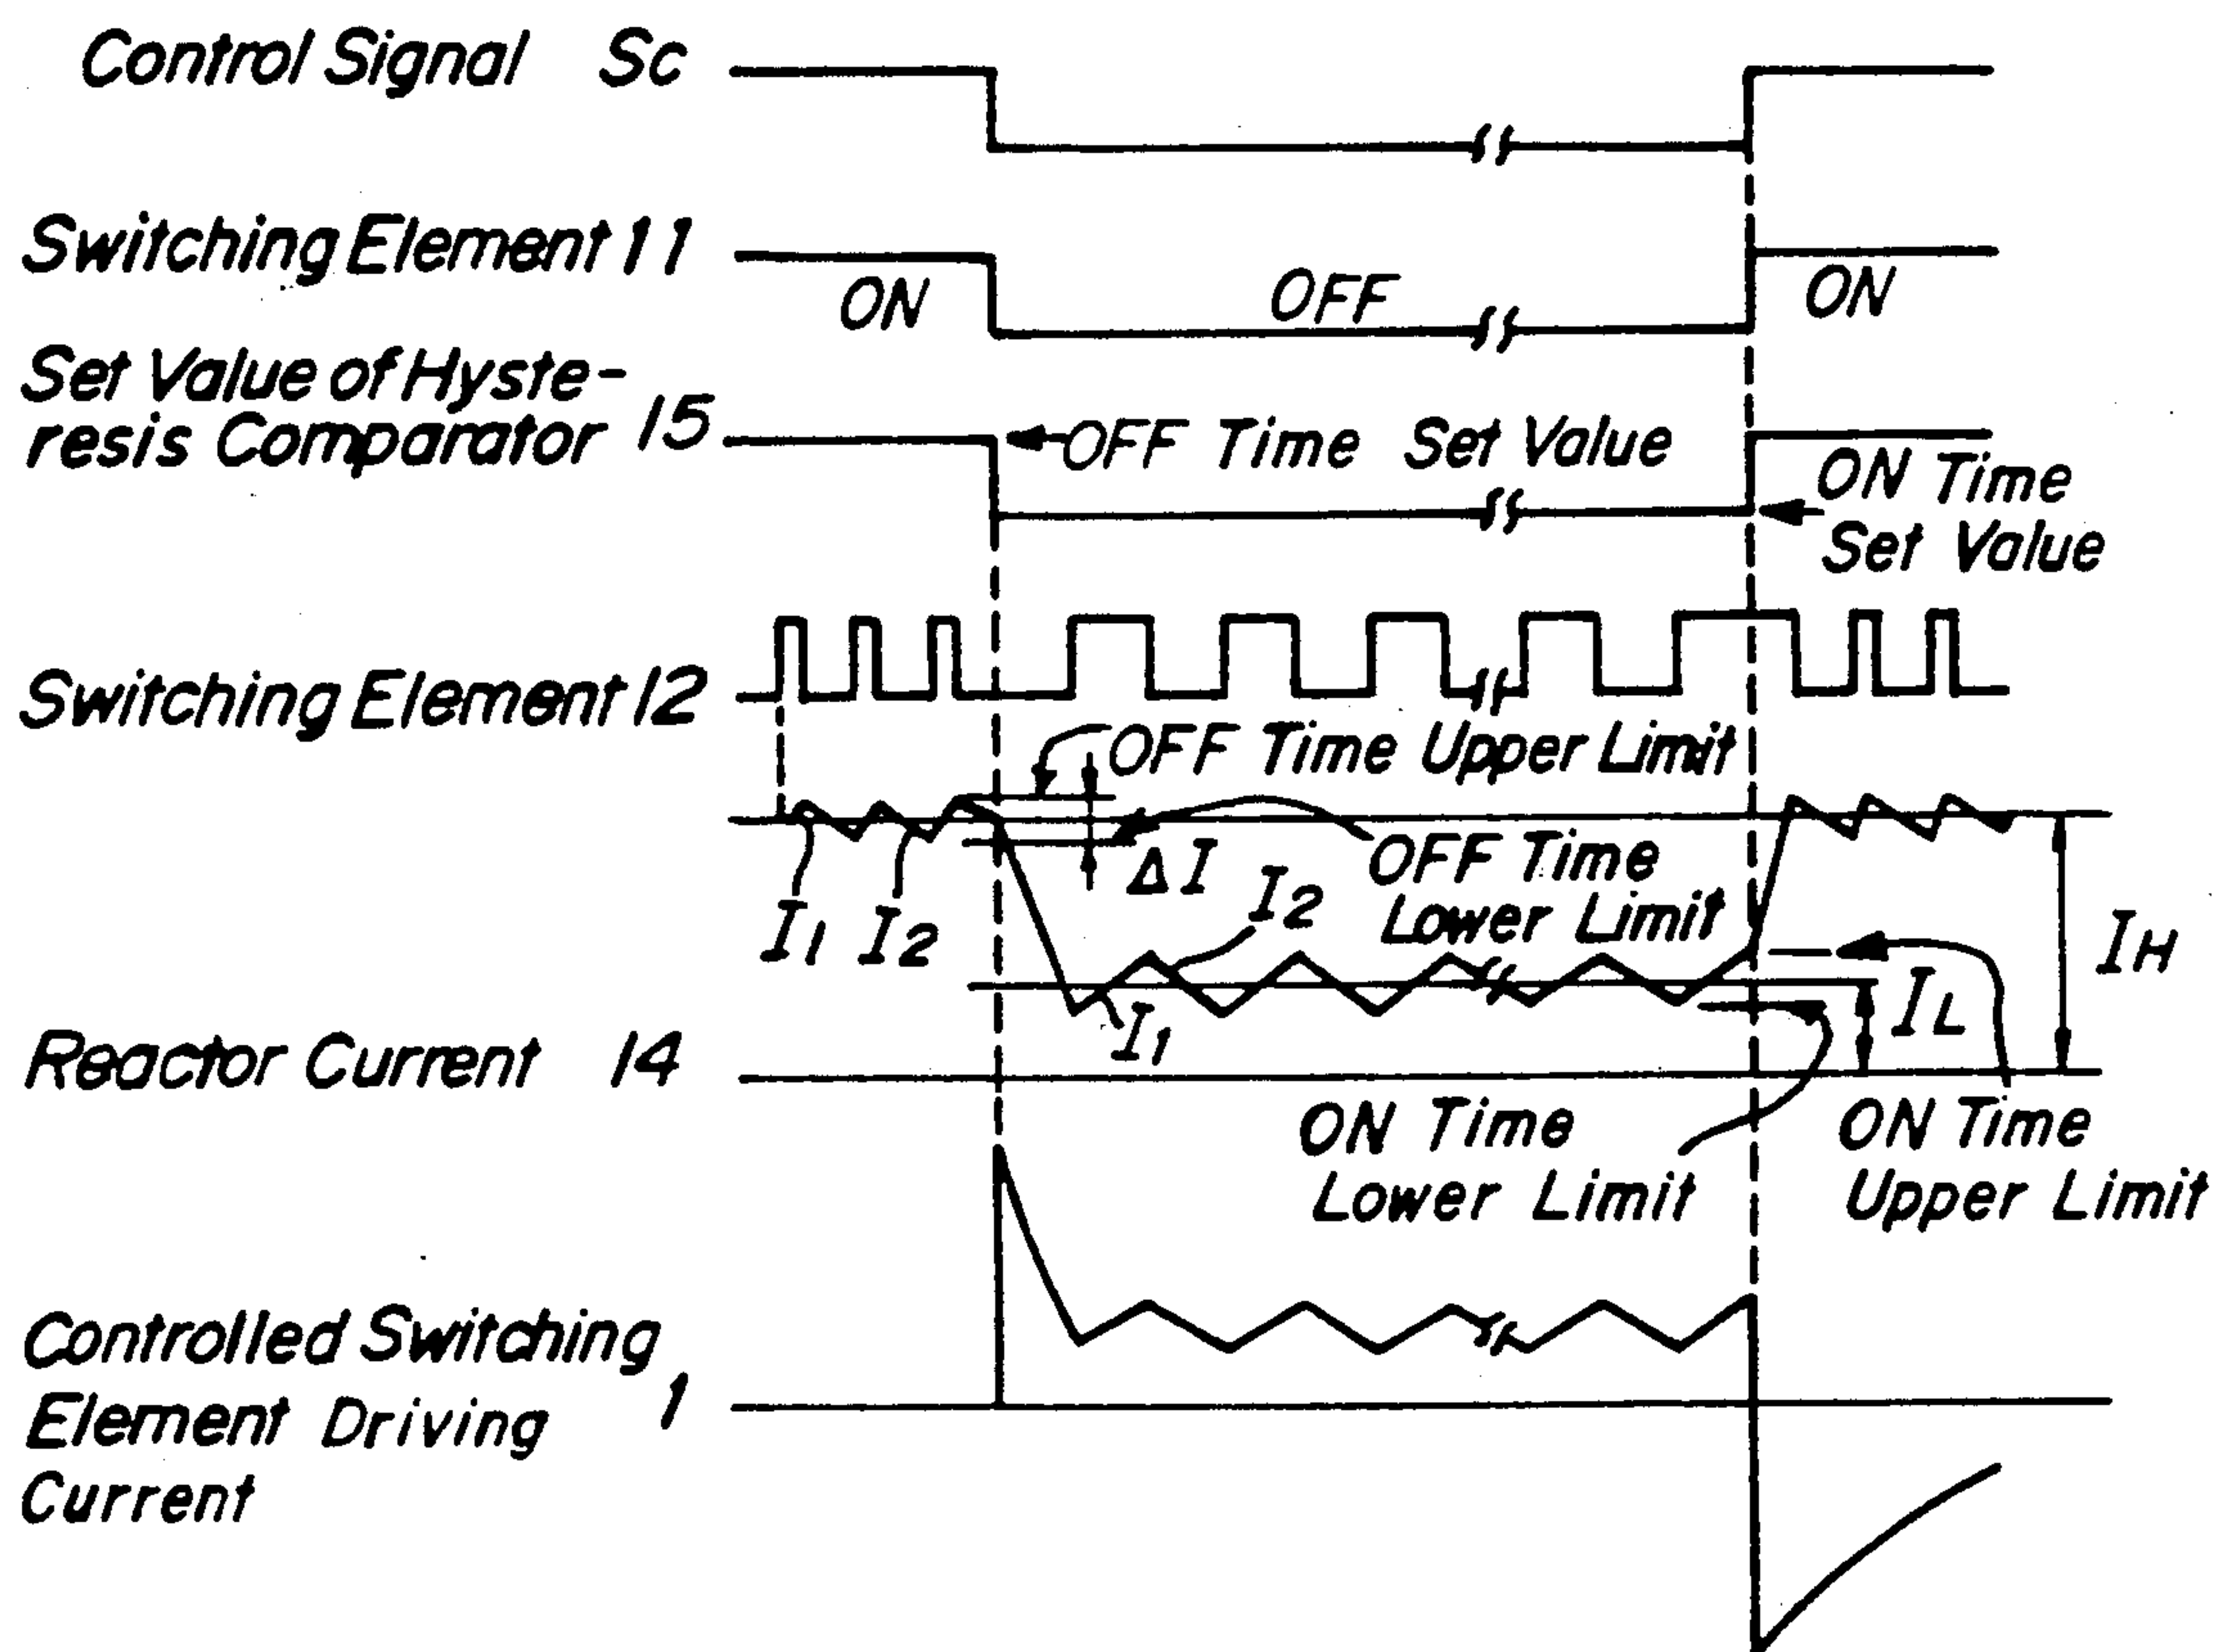 Control Signal Sc
Switching Element 11
ON
OFF
ON
Set Value of Hyste-
resis Comparator 15
OFF Time Set Value
ON Time
Set Value
Switching Element 12
OFF Time Upper Limit
ΔI
OFF Time
Lower Limit
I1 I2
I2
I1
IH
IL
Reactor Current 14
ON Time
Lower Limit
ON Time
Upper Limit
Controlled Switching
Element Driving 1
Current